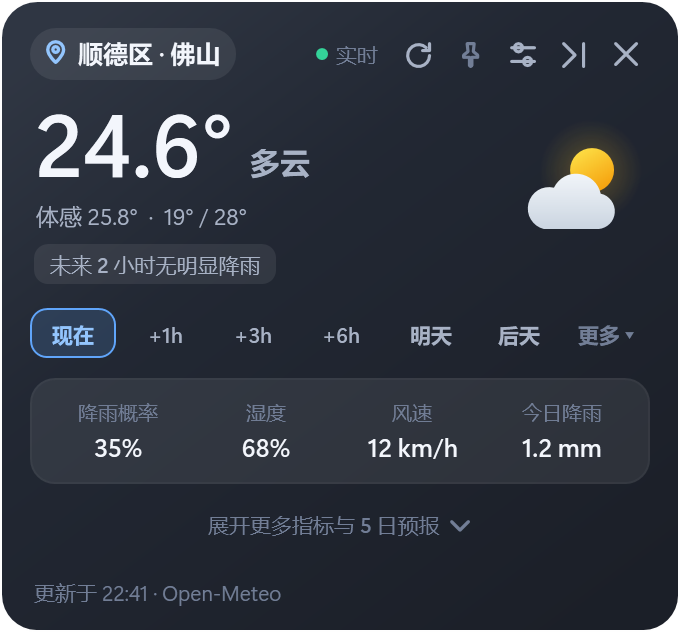 顺德区 · 佛山
实时
24.6° 多云
体感 25.8° · 19° / 28°
未来 2 小时无明显降雨
现在 +1h +3h +6h 明天 后天 更多
降雨概率 湿度 风速 今日降雨
35% 68% 12 km/h 1.2 mm
展开更多指标与 5 日预报
更新于 22:41 · Open-Meteo